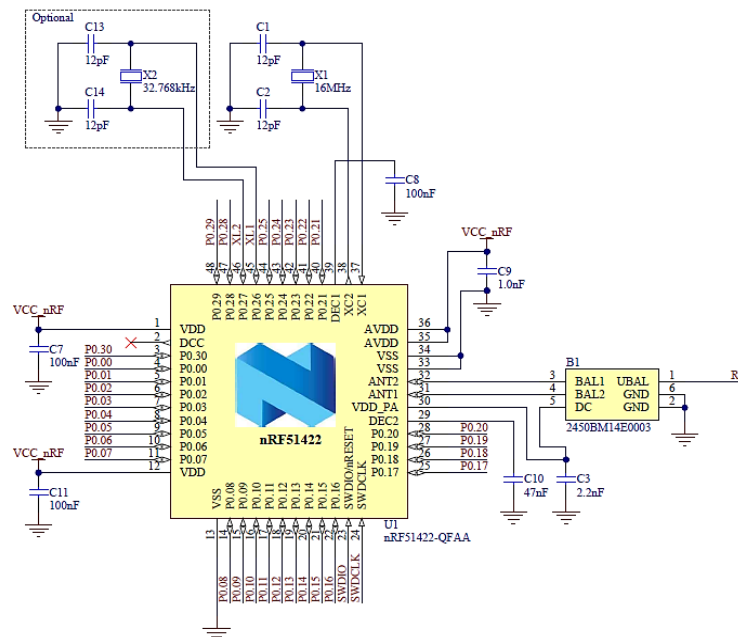 Optional
C13
12pF
X2
32.768kHz
C14
12pF
C1
12pF
X1
16MHz
C2
12pF
C8
100nF
P0.29
P0.28
XL2
XL1
P0.25
P0.24
P0.23
P0.22
P0.21
48
47
46
45
44
43
42
41
40
39
38
37
P0.29
P0.28
P0.27
P0.26
P0.25
P0.24
P0.23
P0.22
P0.21
DEC1
XC2
XC1
VCC_nRF
C9
1.0nF
VCC_nRF
C7
100nF
VCC_nRF
C11
100nF
1 VDD
2 DCC
P0.30 3 P0.30
P0.00 4 P0.00
P0.01 5 P0.01
P0.02 6 P0.02
P0.03 7 P0.03
P0.04 8 P0.04
P0.05 9 P0.05
P0.06 10 P0.06
P0.07 11 P0.07
12 VDD
nRF51422
AVDD 36
AVDD 35
VSS 34
VSS 33
ANT2 32
ANT1 31
VDD_PA 30
DEC2 29
P0.20 28 P0.20
P0.19 27 P0.19
P0.18 26 P0.18
P0.17 25 P0.17
B1
3 BAL1 UBAL 1
4 BAL2 GND 6
5 DC GND 2
2450BM14E0003
R
C10
47nF
C3
2.2nF
U1
nRF51422-QFAA
VSS
P0.08
P0.09
P0.10
P0.11
P0.12
P0.13
P0.14
P0.15
P0.16
SWDIO/nRESET
SWDCLK
13
14
15
16
17
18
19
20
21
22
23
24
P0.08
P0.09
P0.10
P0.11
P0.12
P0.13
P0.14
P0.15
P0.16
SWDIO
SWDCLK